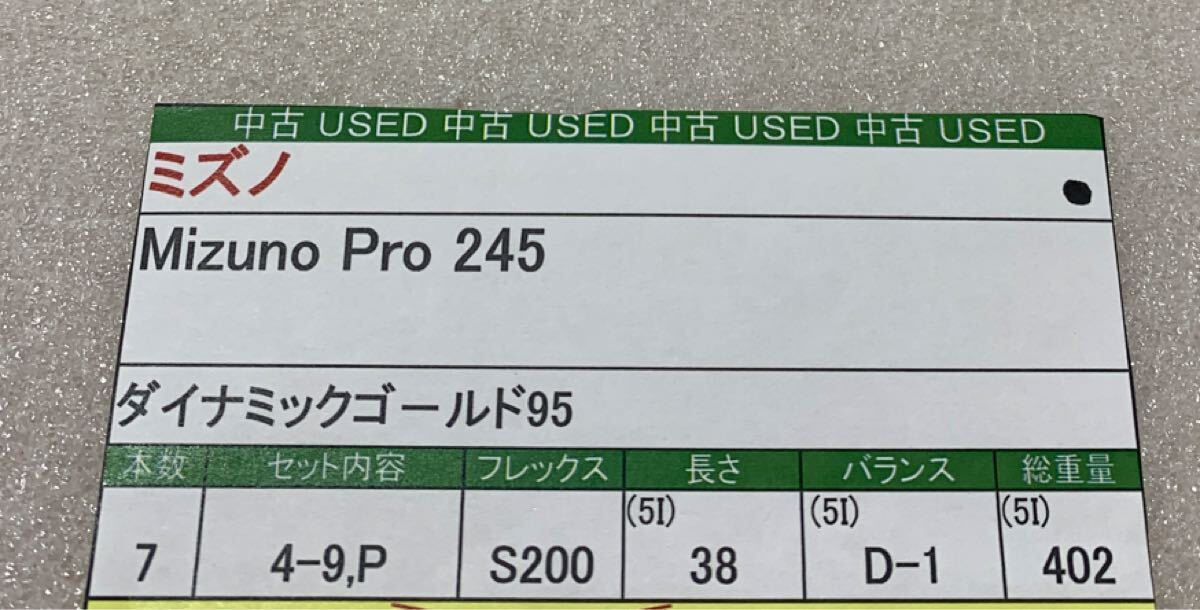 中古 USED 中古 USED 中古 USED 中古 USED
ミズノ
Mizuno Pro 245
ダイナミックゴールド95
本数 セット内容 フレックス 長さ バランス 総重量
(5I) (5I) (5I)
7 4-9,P S200 38 D-1 402